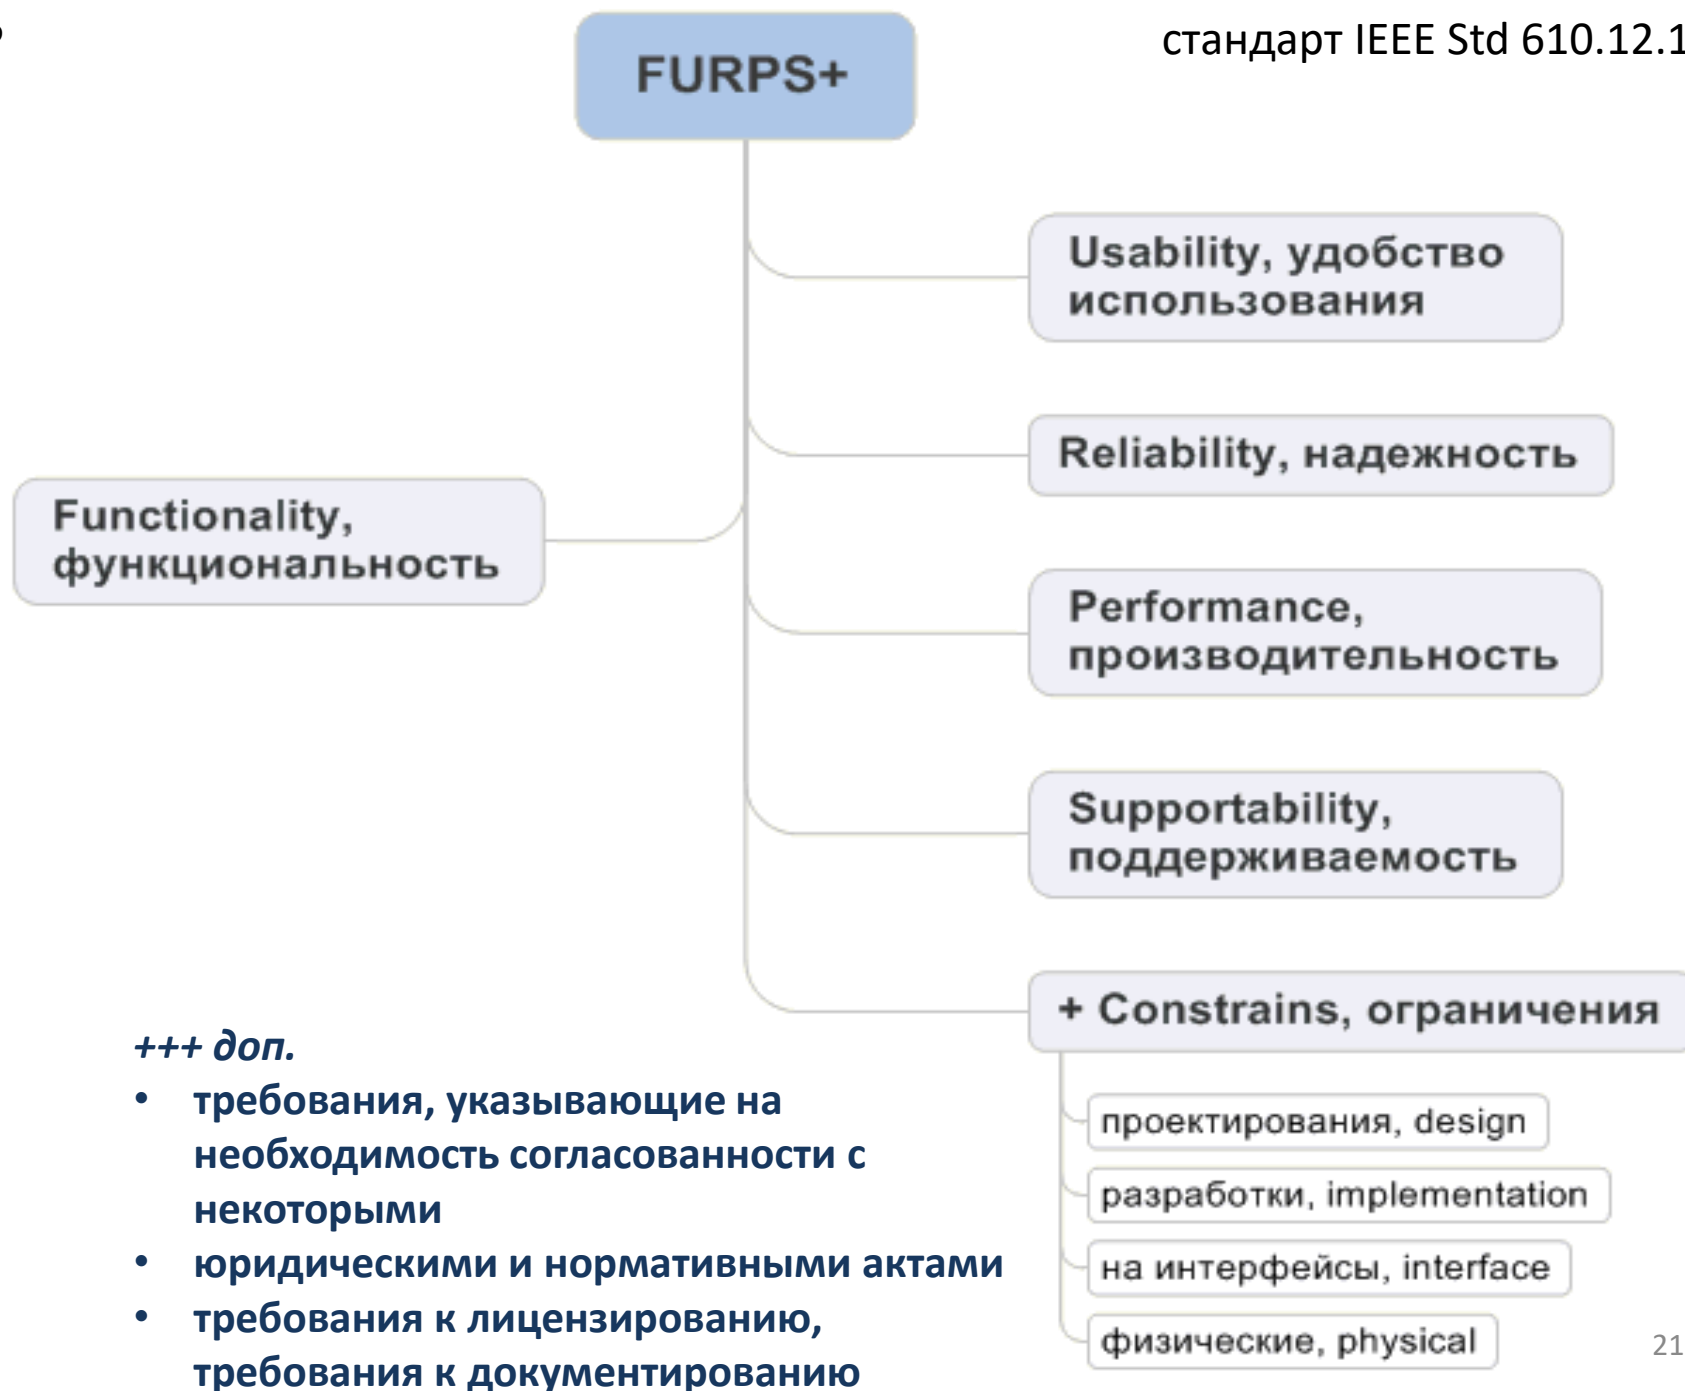 стандарт IEEE Std 610.12.1
FURPS+
Usability, удобство
использования
Reliability, надежность
Functionality,
функциональность
Performance,
производительность
Supportability,
поддерживаемость
+ Constrains, ограничения
проектирования, design
разработки, implementation
на интерфейсы, interface
физические, physical
+++ доп.
• требования, указывающие на
необходимость согласованности с
некоторыми
• юридическими и нормативными актами
• требования к лицензированию,
требования к документированию
21